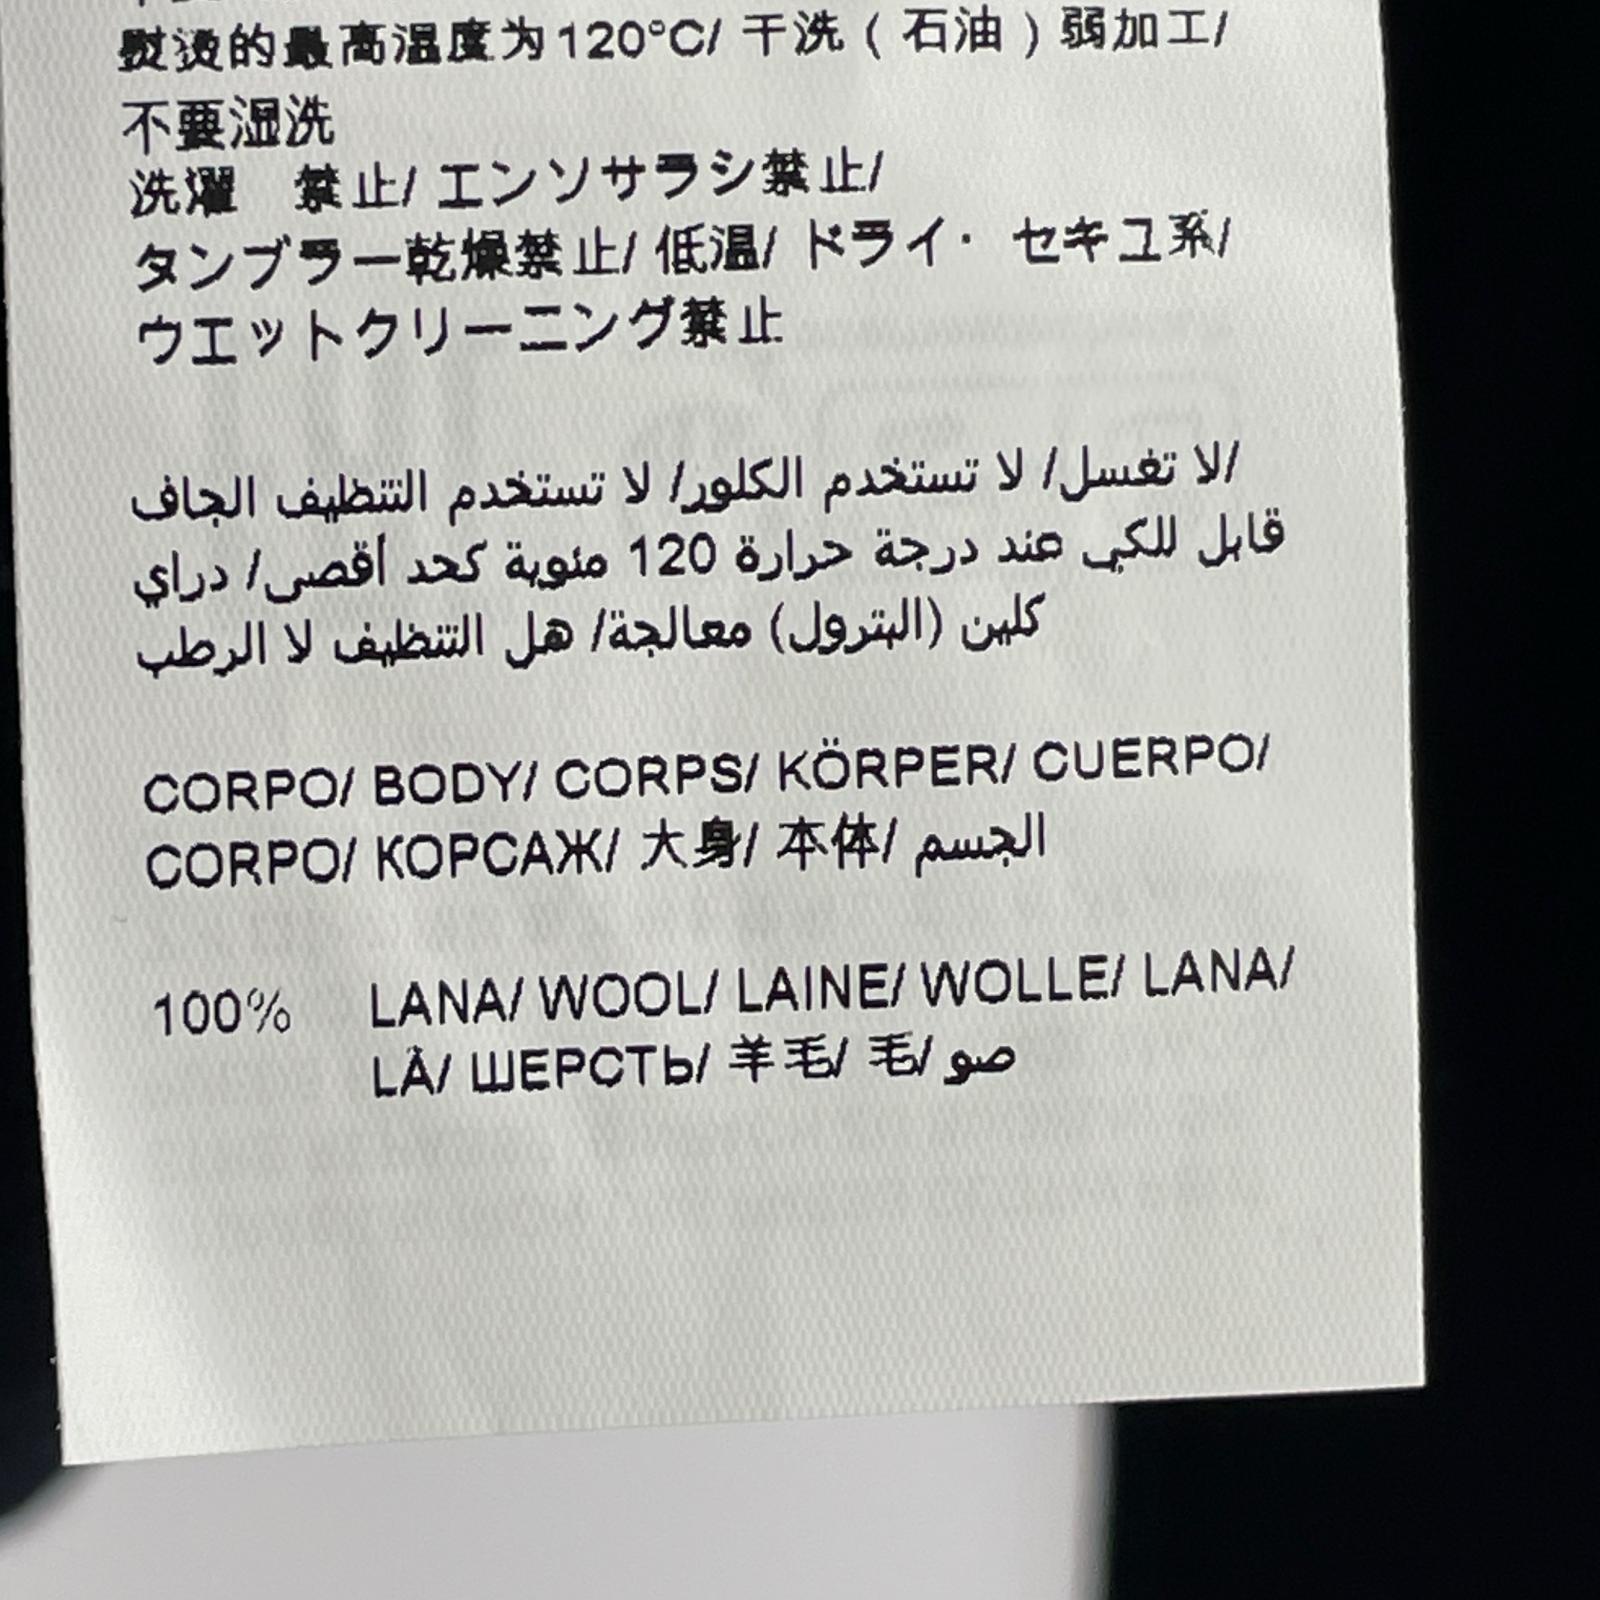 熨烫的最高温度为120°C/ 干洗（石油）弱加工/
不要湿洗
洗濯　禁止/ エンソサラシ禁止/
タンブラー乾燥禁止/ 低温/ ドライ・ セキユ系/
ウエットクリーニング禁止
لا تغسل/ لا تستخدم الكلور/ لا تستخدم التنظيف الجاف/
قابل للكي عند درجة حرارة 120 مئوية كحد أقصى/ دراي
كلين (البترول) معالجة/ هل التنظيف لا الرطب
CORPO/ BODY/ CORPS/ KÖRPER/ CUERPO/
CORPO/ КОРСАЖ/ 大身/ 本体/ الجسم
100% LANA/ WOOL/ LAINE/ WOLLE/ LANA/
LÃ/ ШЕРСТЬ/ 羊毛/ 毛/ صو